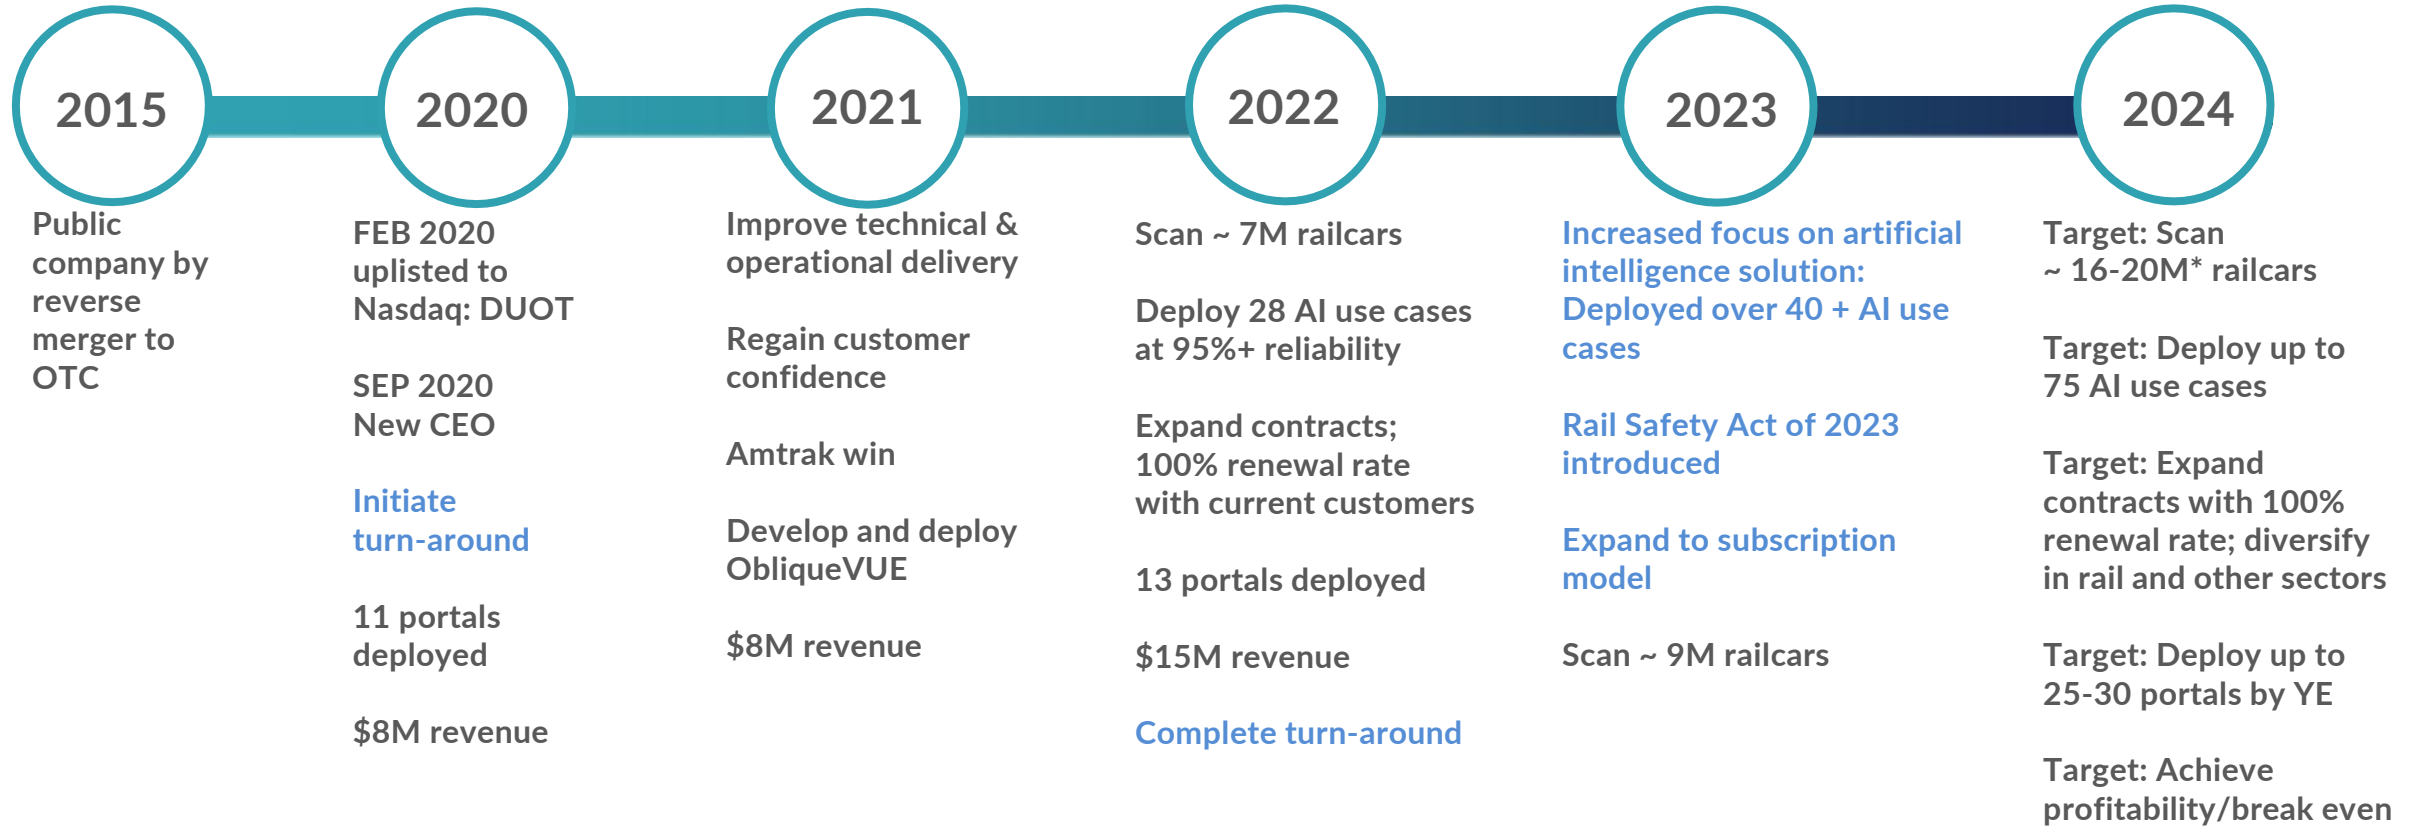 2015
2020
2021
2022
2023
2024
Public
company by
reverse
merger to
OTC
FEB 2020
uplisted to
Nasdaq: DUOT
SEP 2020
New CEO
Initiate
turn-around
11 portals
deployed
$8M revenue
Improve technical &
operational delivery
Regain customer
confidence
Amtrak win
Develop and deploy
ObliqueVUE
$8M revenue
Scan ~ 7M railcars
Deploy 28 AI use cases
at 95%+ reliability
Expand contracts;
100% renewal rate
with current customers
13 portals deployed
$15M revenue
Complete turn-around
Increased focus on artificial
intelligence solution:
Deployed over 40 + AI use
cases
Rail Safety Act of 2023
introduced
Expand to subscription
model
Scan ~ 9M railcars
Target: Scan
~ 16-20M* railcars
Target: Deploy up to
75 AI use cases
Target: Expand
contracts with 100%
renewal rate; diversify
in rail and other sectors
Target: Deploy up to
25-30 portals by YE
Target: Achieve
profitability/break even